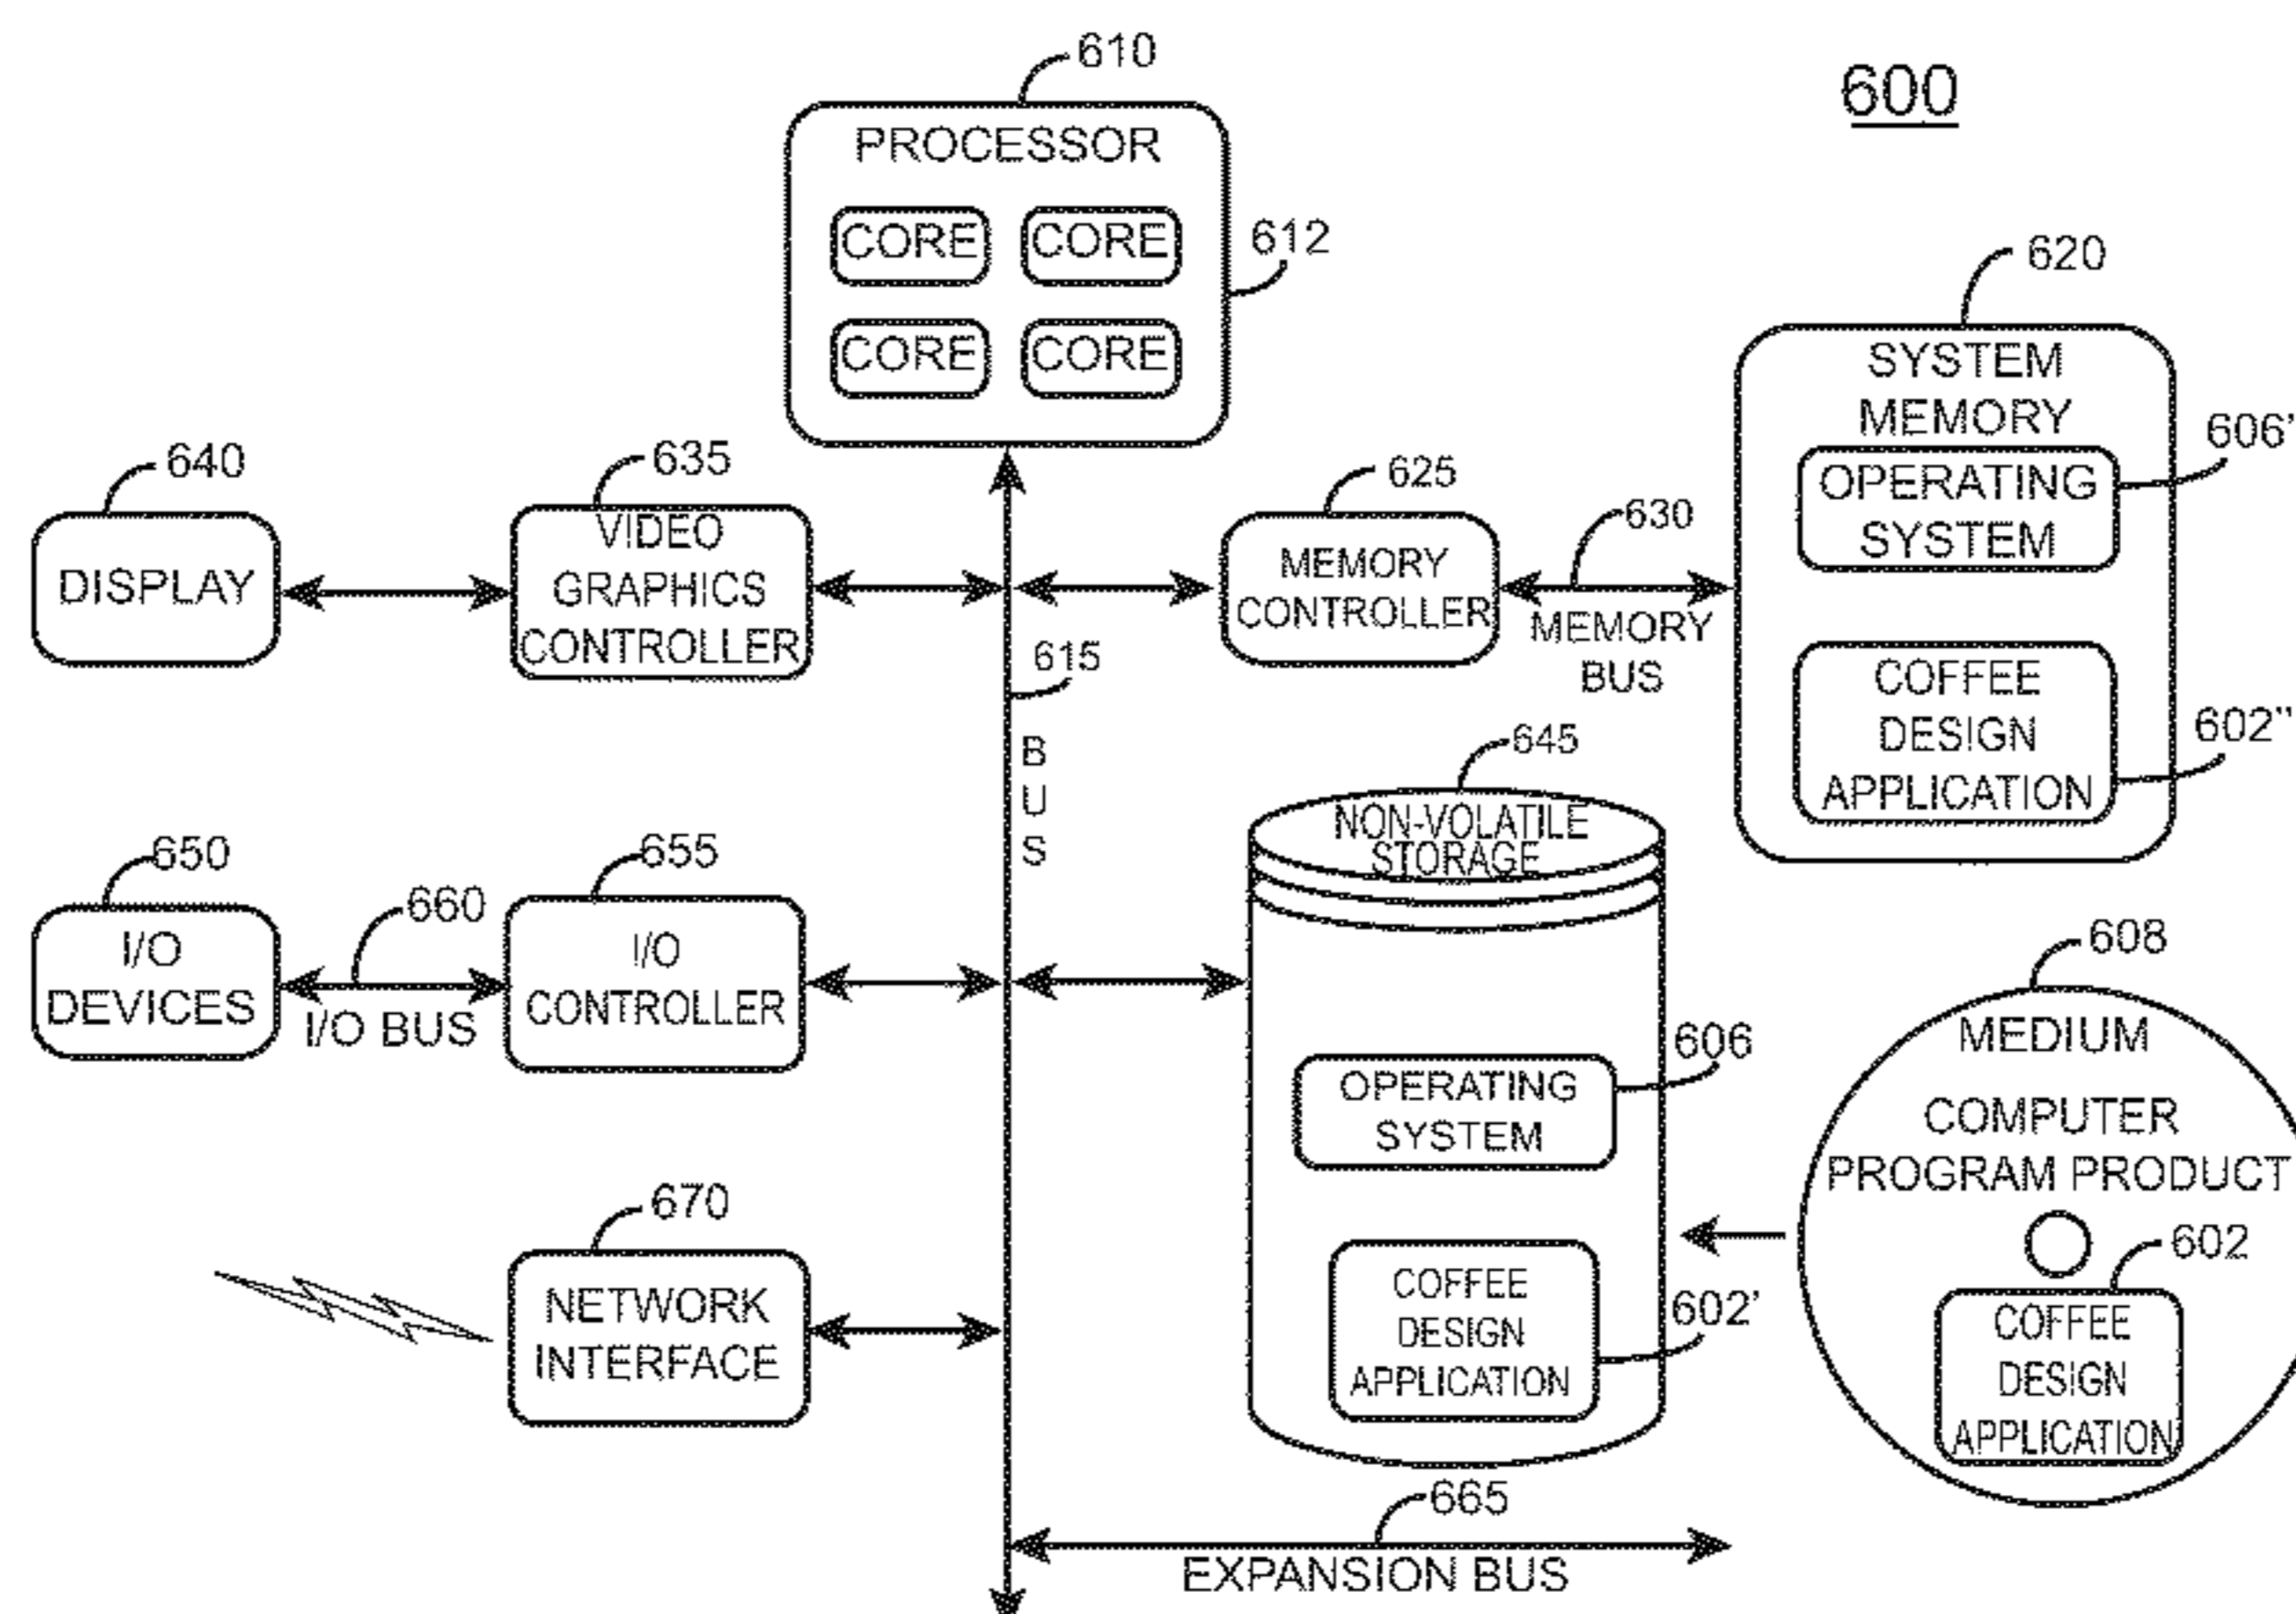 610
600
PROCESSOR
CORE CORE
612
CORE CORE
620
SYSTEM
MEMORY
606'
OPERATING
SYSTEM
COFFEE
DESIGN
APPLICATION
602"
640
DISPLAY
635
VIDEO
GRAPHICS
CONTROLLER
625
MEMORY
CONTROLLER
630
MEMORY
BUS
615
B
U
S
645
NON-VOLATILE
STORAGE
650
I/O
DEVICES
660
I/O BUS
655
I/O
CONTROLLER
606
OPERATING
SYSTEM
608
MEDIUM
COMPUTER
PROGRAM PRODUCT
602
COFFEE
DESIGN
APPLICATION
670
NETWORK
INTERFACE
COFFEE
DESIGN
APPLICATION
602'
665
EXPANSION BUS